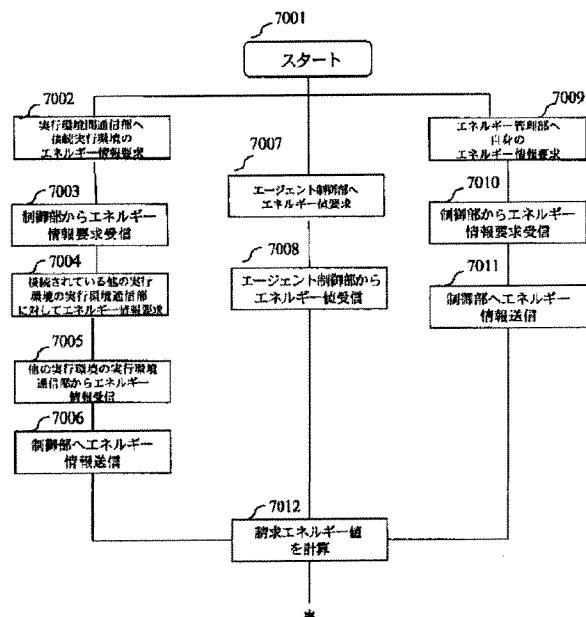 7001
スタート
7002
実行環境間通信部へ
接続実行環境の
エネルギー情報要求
7003
制御部からエネルギー
情報要求受信
7004
接続されている他の実行
環境の実行環境通信部
に対してエネルギー情報要求
7005
他の実行環境の実行環境
通信部からエネルギー
情報受信
7006
制御部へエネルギー
情報送信
7007
エージェント制御部へ
エネルギー値要求
7008
エージェント制御部から
エネルギー値受信
7009
エネルギー管理部へ
自身の
エネルギー情報要求
7010
制御部からエネルギー
情報要求受信
7011
制御部へエネルギー
情報送信
7012
請求エネルギー値
を計算